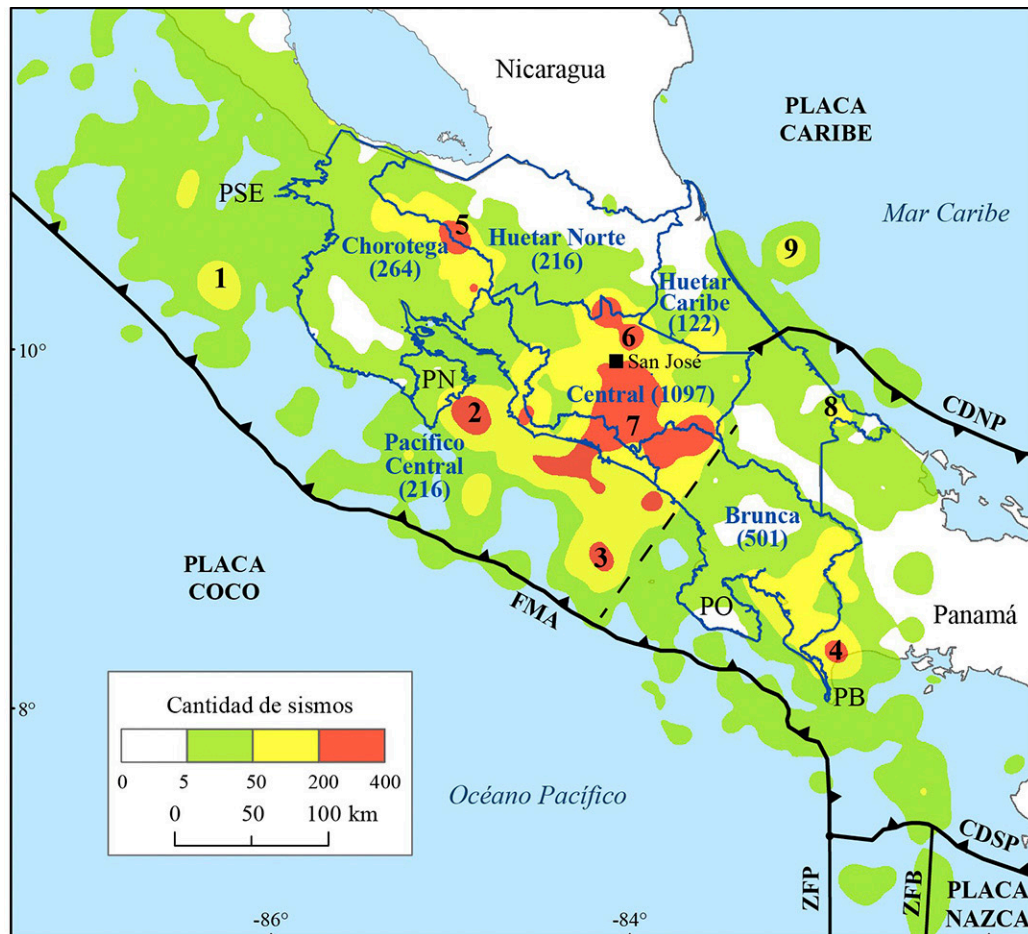 Nicaragua
PLACA
CARIBE
PSE
Mar Caribe
5
Chorotega
(264)
Huetar Norte
(216)
9
1
Huetar
Caribe
(122)
10°
6
San José
PN
2
Central (1097)
7
8
CDNP
Pacífico
Central
(216)
Brunca
(501)
3
PLACA
COCO
FMA
PO
Panamá
4
PB
8°
Cantidad de sismos
0 5 50 200 400
0 50 100 km
Océano Pacífico
CDSP
ZFP
ZFB
PLACA
NAZCA
-86°
-84°